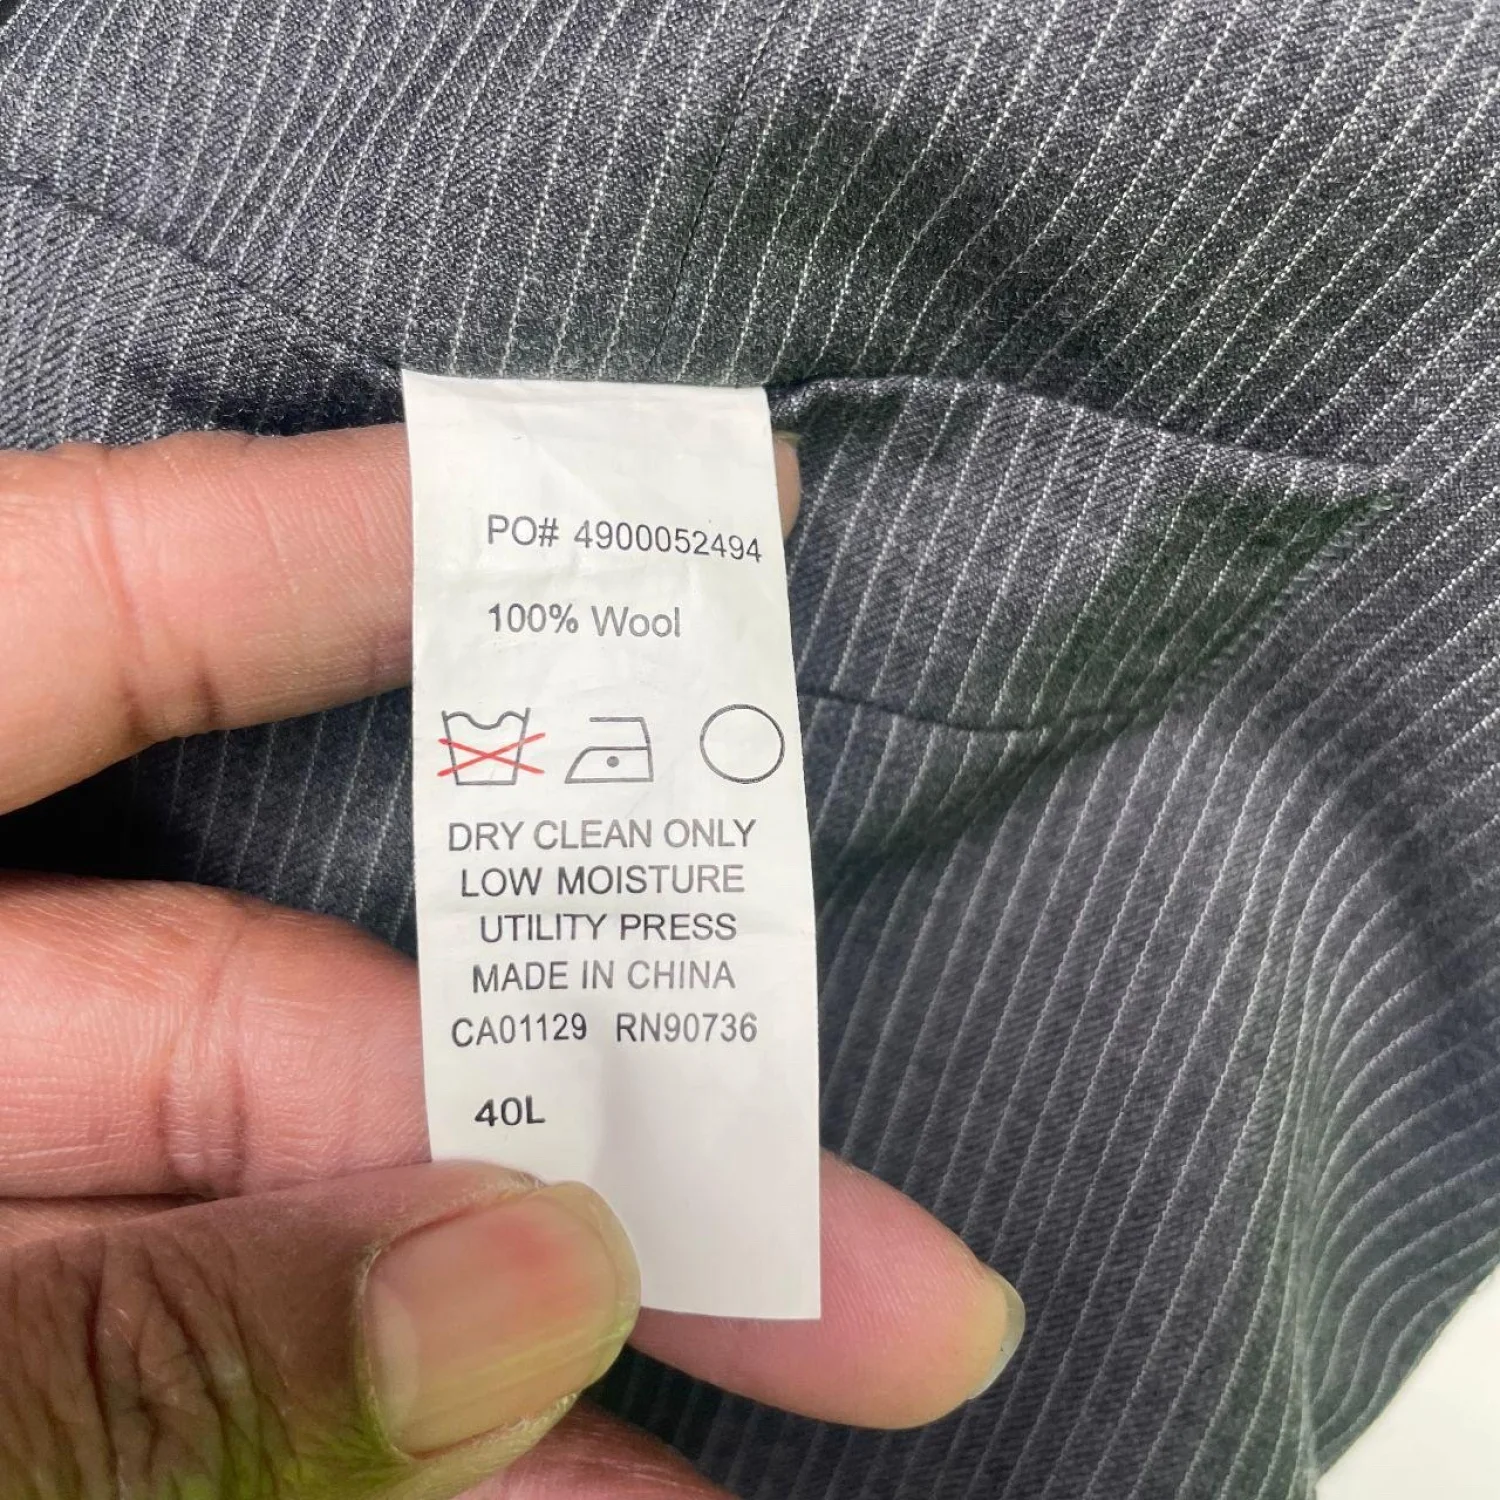 PO# 4900052494
100% Wool
DRY CLEAN ONLY
LOW MOISTURE
UTILITY PRESS
MADE IN CHINA
CA01129 RN90736
40L